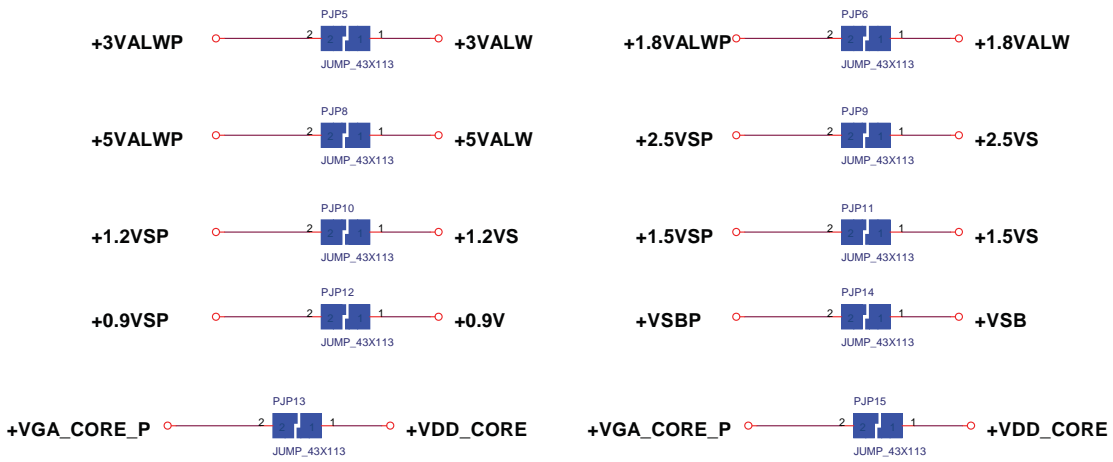 PJP5
+3VALWP 2 2 1 1 +3VALW
JUMP_43X113
PJP6
+1.8VALWP 2 2 1 1 +1.8VALW
JUMP_43X113
PJP8
+5VALWP 2 2 1 1 +5VALW
JUMP_43X113
PJP9
+2.5VSP 2 2 1 1 +2.5VS
JUMP_43X113
PJP10
+1.2VSP 2 2 1 1 +1.2VS
JUMP_43X113
PJP11
+1.5VSP 2 2 1 1 +1.5VS
JUMP_43X113
PJP12
+0.9VSP 2 2 1 1 +0.9V
JUMP_43X113
PJP14
+VSBP 2 2 1 1 +VSB
JUMP_43X113
PJP13
+VGA_CORE_P 2 2 1 1 +VDD_CORE
JUMP_43X113
PJP15
+VGA_CORE_P 2 2 1 1 +VDD_CORE
JUMP_43X113